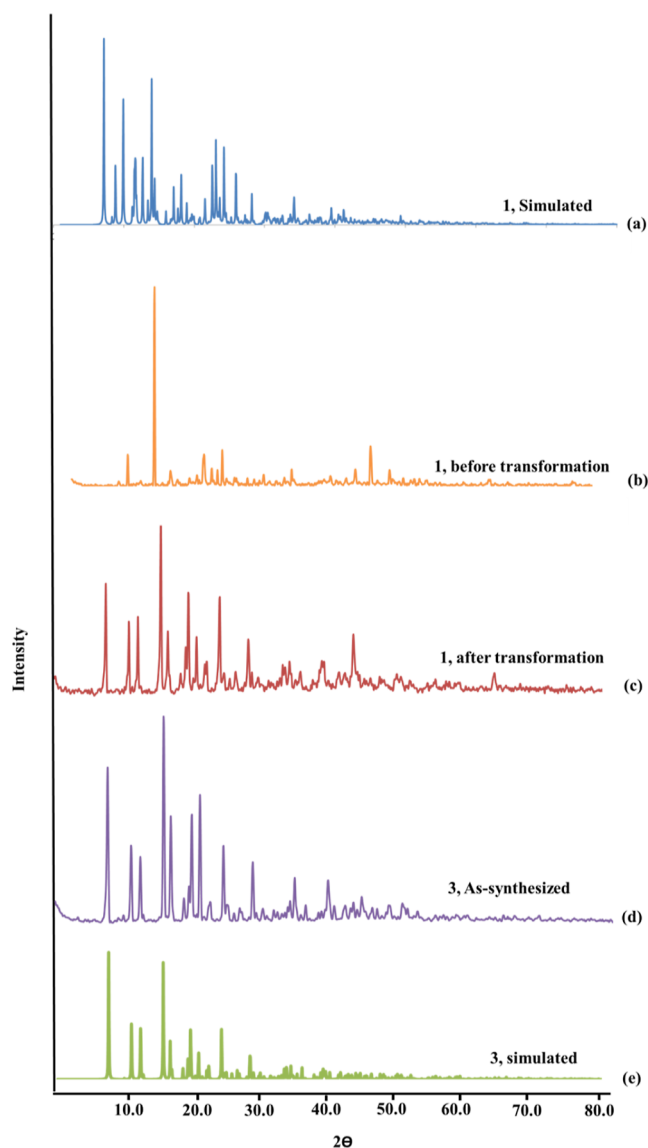 1, Simulated
(a)
1, before transformation
(b)
Intensity
1, after transformation
(c)
3, As-synthesized
(d)
3, simulated
(e)
10.0 20.0 30.0 40.0 50.0 60.0 70.0 80.0
2ϴ